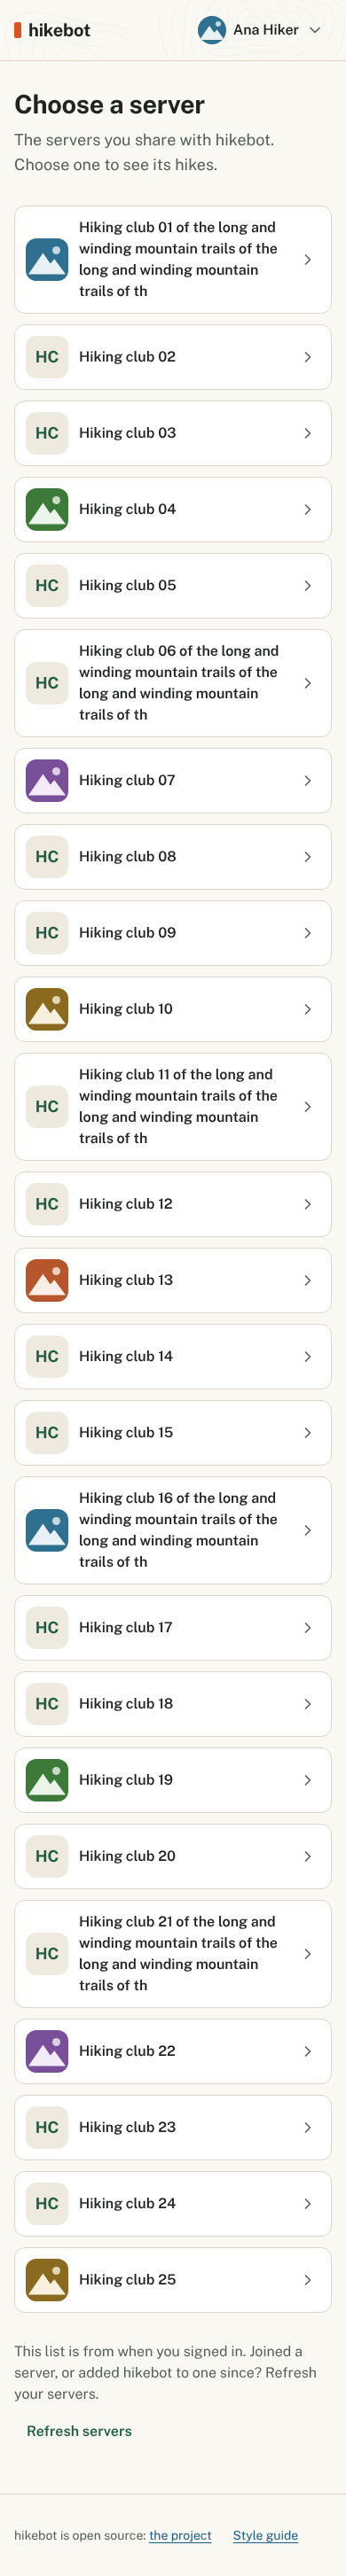 hikebot
Ana Hiker
Choose a server
The servers you share with hikebot.
Choose one to see its hikes.
Hiking club 01 of the long and
winding mountain trails of the
long and winding mountain
trails of th
HC
Hiking club 02
HC
Hiking club 03
Hiking club 04
HC
Hiking club 05
HC
Hiking club 06 of the long and
winding mountain trails of the
long and winding mountain
trails of th
Hiking club 07
HC
Hiking club 08
HC
Hiking club 09
Hiking club 10
HC
Hiking club 11 of the long and
winding mountain trails of the
long and winding mountain
trails of th
HC
Hiking club 12
Hiking club 13
HC
Hiking club 14
HC
Hiking club 15
Hiking club 16 of the long and
winding mountain trails of the
long and winding mountain
trails of th
HC
Hiking club 17
HC
Hiking club 18
Hiking club 19
HC
Hiking club 20
HC
Hiking club 21 of the long and
winding mountain trails of the
long and winding mountain
trails of th
Hiking club 22
HC
Hiking club 23
HC
Hiking club 24
Hiking club 25
This list is from when you signed in. Joined a
server, or added hikebot to one since? Refresh
your servers.
Refresh servers
hikebot is open source: the project Style guide